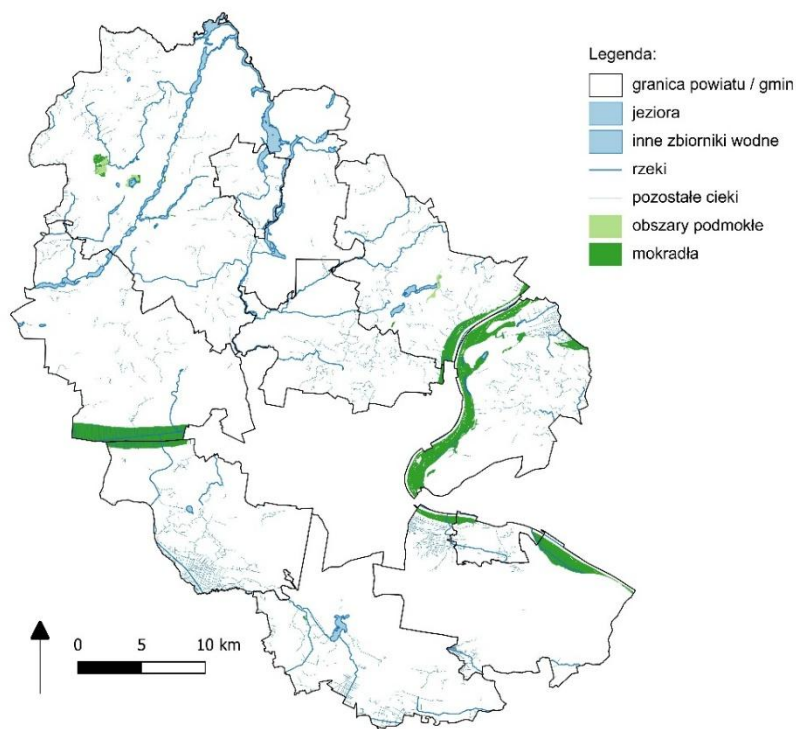 Legenda:
granica powiatu / gmin
jeziora
inne zbiorniki wodne
rzeki
pozostałe cieki
obszary podmokłe
mokradła
0 5 10 km